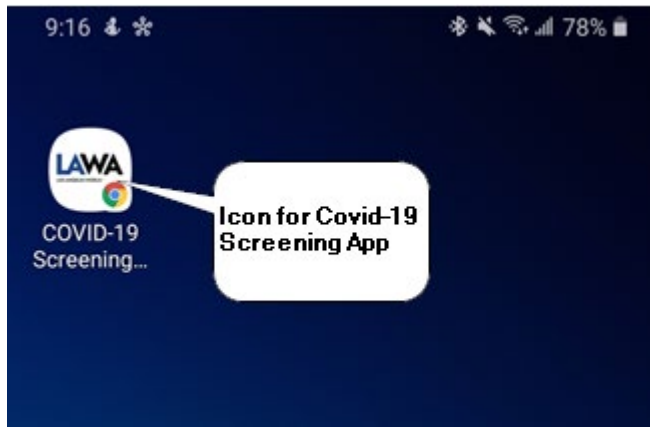 9:16
78%
LAWA
Icon for Covid-19
Screening App
COVID-19
Screening...